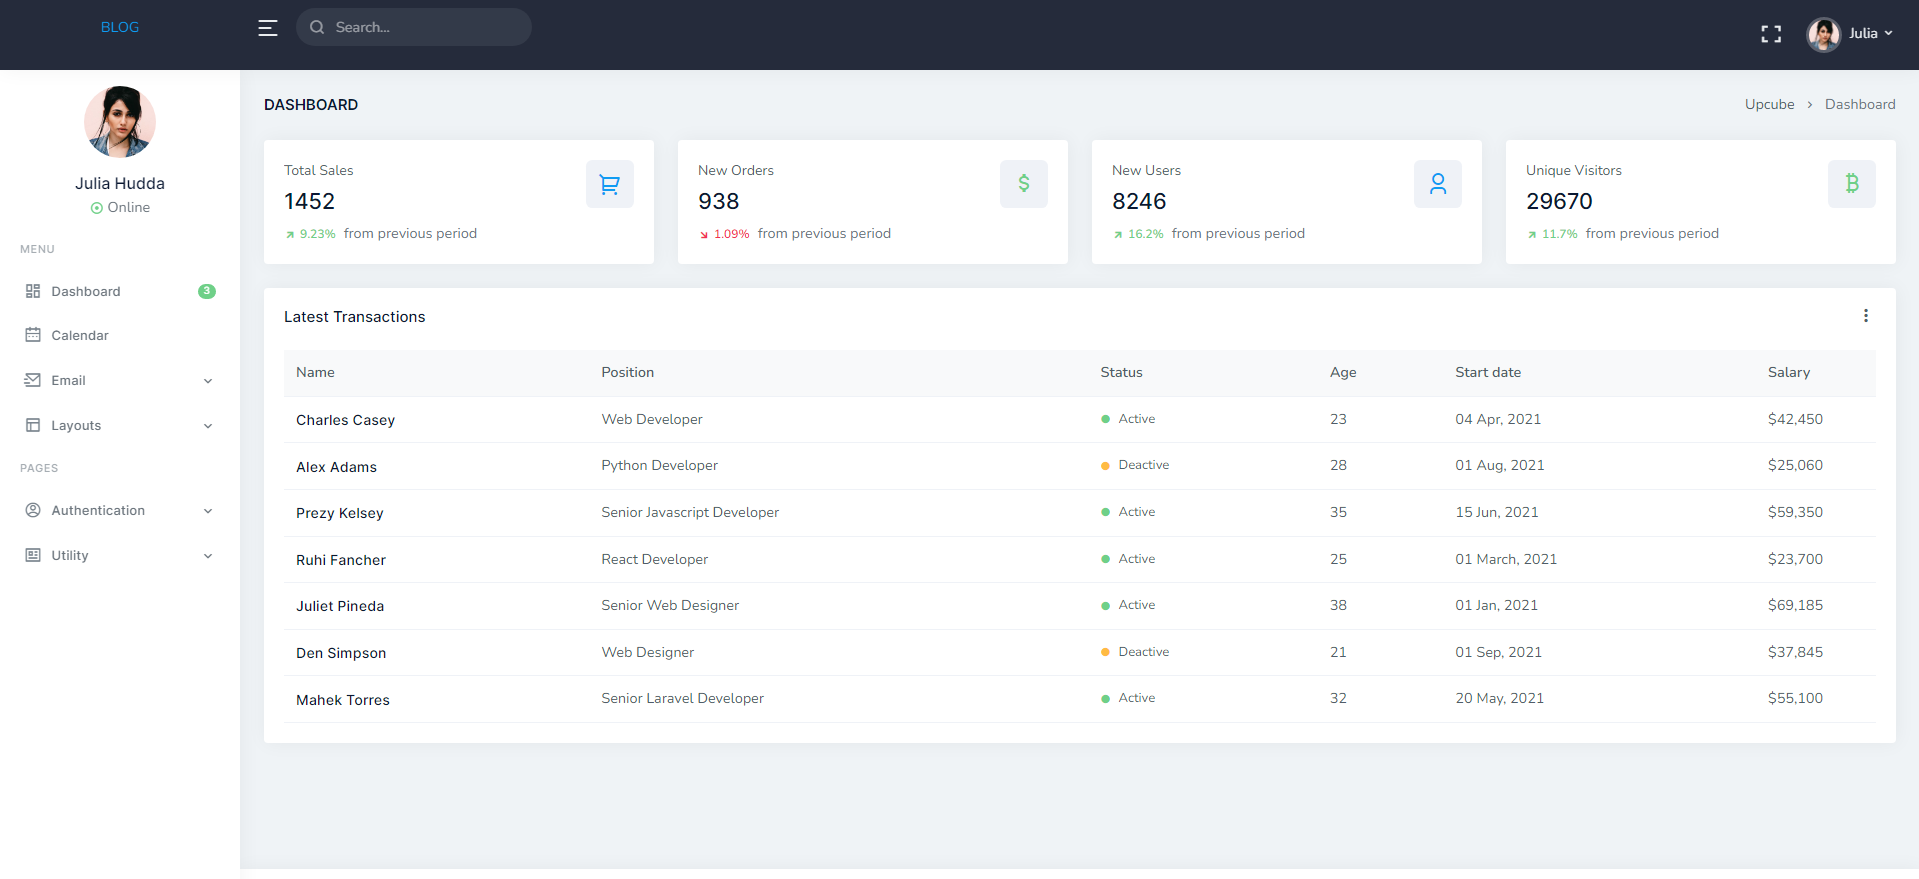 BLOG
Search...
Julia
Julia Hudda
Online
MENU
Dashboard 3
Calendar
Email
Layouts
PAGES
Authentication
Utility
DASHBOARD
Upcube > Dashboard
Total Sales
1452
9.23% from previous period
New Orders
938
1.09% from previous period
New Users
8246
16.2% from previous period
Unique Visitors
29670
11.7% from previous period
Latest Transactions
Name Position Status Age Start date Salary
Charles Casey Web Developer Active 23 04 Apr, 2021 $42,450
Alex Adams Python Developer Deactive 28 01 Aug, 2021 $25,060
Prezy Kelsey Senior Javascript Developer Active 35 15 Jun, 2021 $59,350
Ruhi Fancher React Developer Active 25 01 March, 2021 $23,700
Juliet Pineda Senior Web Designer Active 38 01 Jan, 2021 $69,185
Den Simpson Web Designer Deactive 21 01 Sep, 2021 $37,845
Mahek Torres Senior Laravel Developer Active 32 20 May, 2021 $55,100